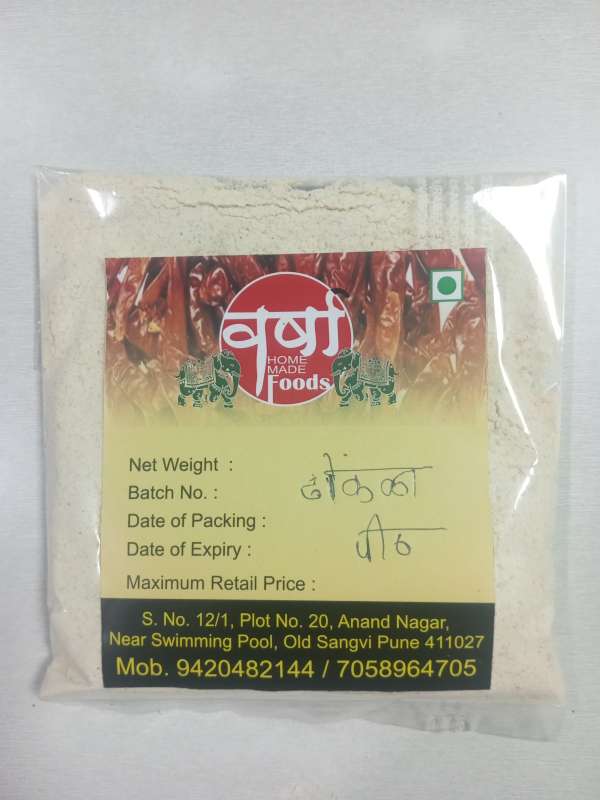 वर्षा
HOME
MADE
Foods
Net Weight :
Batch No. :
Date of Packing :
Date of Expiry :
Maximum Retail Price :
ढोकळा
पीठ
S. No. 12/1, Plot No. 20, Anand Nagar,
Near Swimming Pool, Old Sangvi Pune 411027
Mob. 9420482144 / 7058964705